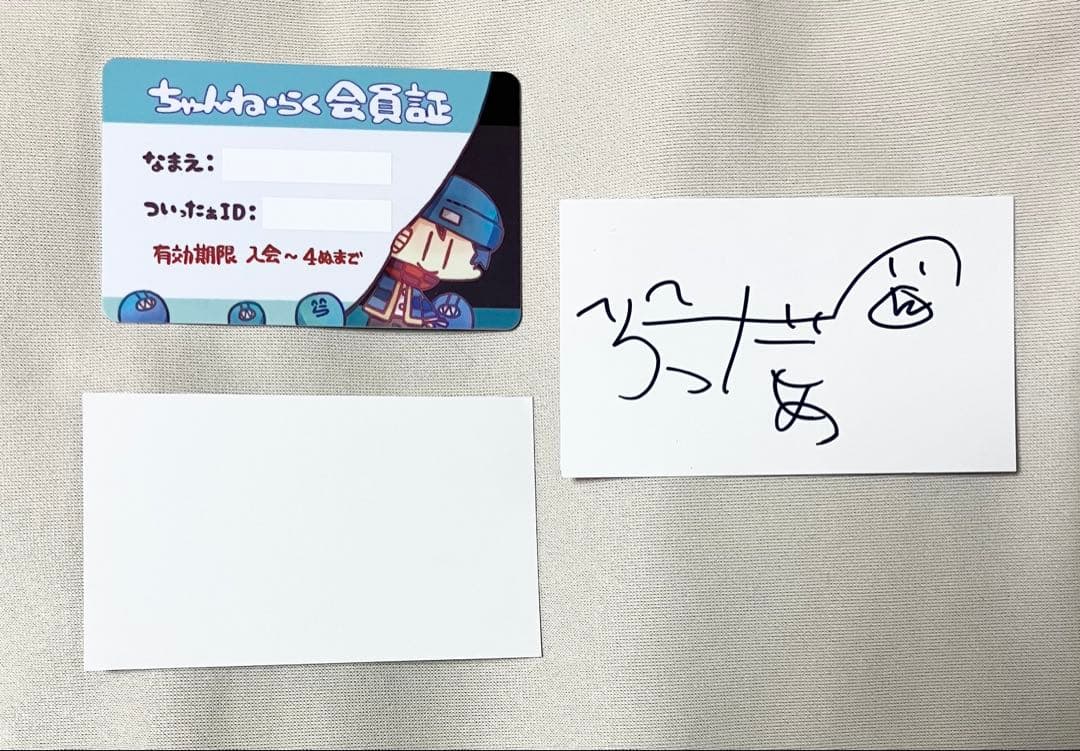 ちゃんねるらく会員証
なまえ:
ついったぁID:
有効期限 入会～4ぬまで
らっだぁ